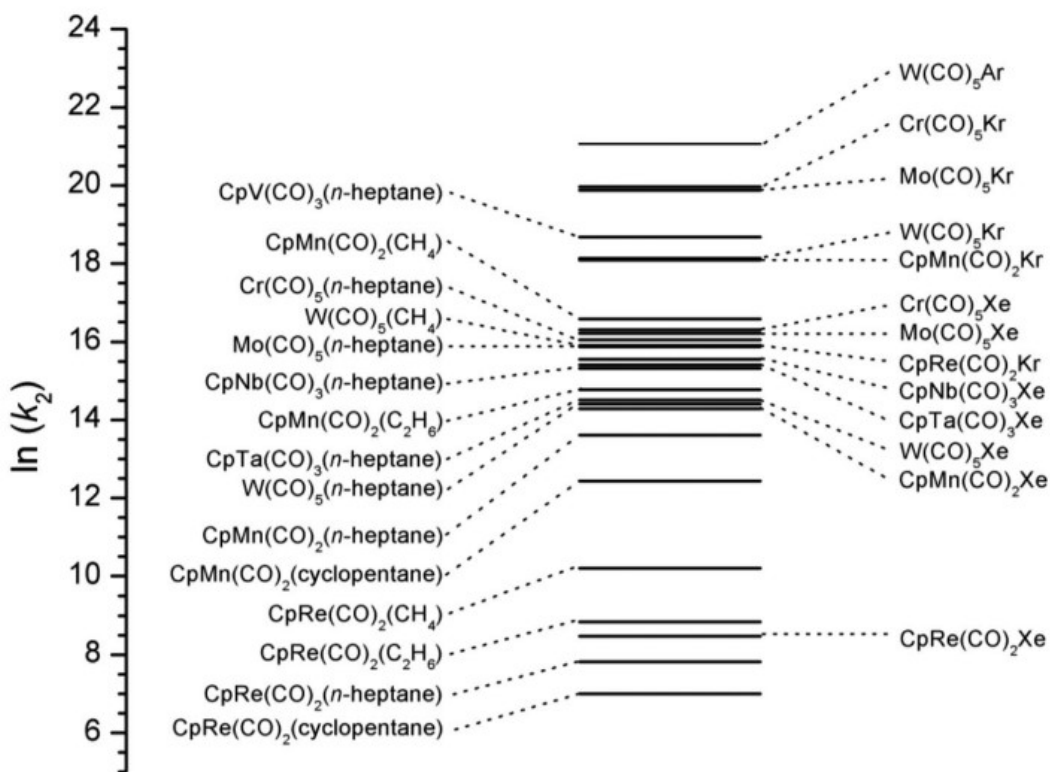 24
22
20
18
16
14
12
10
8
6
ln (k₂)
CpV(CO)₃(n-heptane)
CpMn(CO)₂(CH₄)
Cr(CO)₅(n-heptane)
W(CO)₅(CH₄)
Mo(CO)₅(n-heptane)
CpNb(CO)₃(n-heptane)
CpMn(CO)₂(C₂H₆)
CpTa(CO)₃(n-heptane)
W(CO)₅(n-heptane)
CpMn(CO)₂(n-heptane)
CpMn(CO)₂(cyclopentane)
CpRe(CO)₂(CH₄)
CpRe(CO)₂(C₂H₆)
CpRe(CO)₂(n-heptane)
CpRe(CO)₂(cyclopentane)
W(CO)₅Ar
Cr(CO)₅Kr
Mo(CO)₅Kr
W(CO)₅Kr
CpMn(CO)₂Kr
Cr(CO)₅Xe
Mo(CO)₅Xe
CpRe(CO)₂Kr
CpNb(CO)₃Xe
CpTa(CO)₃Xe
W(CO)₅Xe
CpMn(CO)₂Xe
CpRe(CO)₂Xe